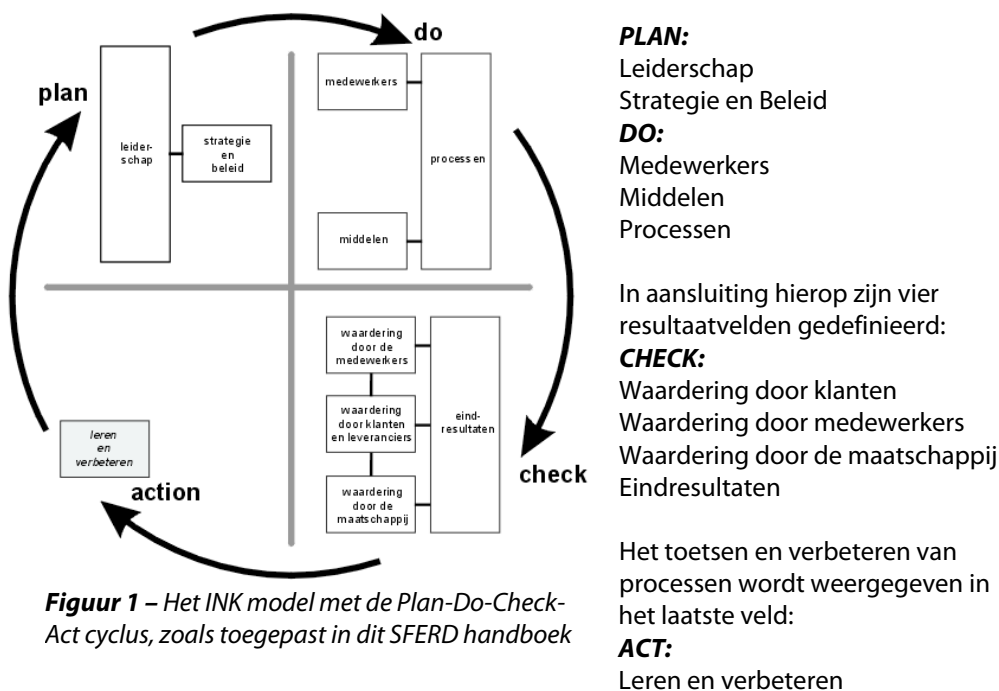 plan
leider-
schap
strategie
en
beleid
do
medewerkers
processen
middelen
waardering
door de
medewerkers
waardering
door klanten
en leveranciers
waardering
door de
maatschappij
eind-
resultaten
check
leren
en
verbeteren
action
Figuur 1 – Het INK model met de Plan-Do-Check-
Act cyclus, zoals toegepast in dit SFERD handboek
PLAN:
Leiderschap
Strategie en Beleid
DO:
Medewerkers
Middelen
Processen
In aansluiting hierop zijn vier
resultaatvelden gedefinieerd:
CHECK:
Waardering door klanten
Waardering door medewerkers
Waardering door de maatschappij
Eindresultaten
Het toetsen en verbeteren van
processen wordt weergegeven in
het laatste veld:
ACT:
Leren en verbeteren